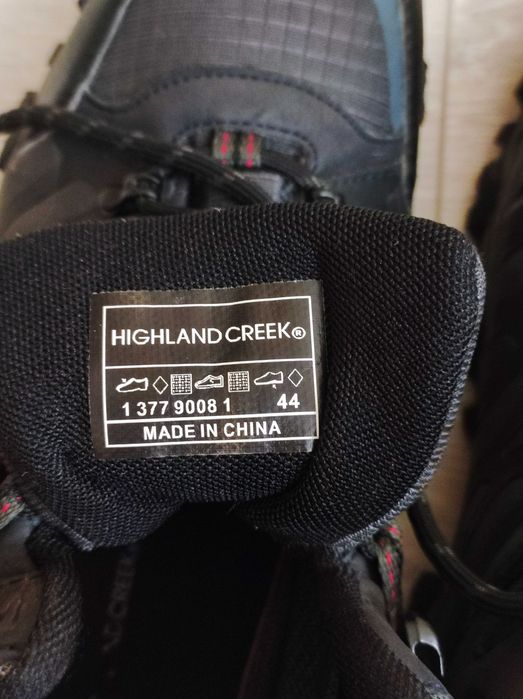 HIGHLAND CREEK®
1 377 9008 1 44
MADE IN CHINA